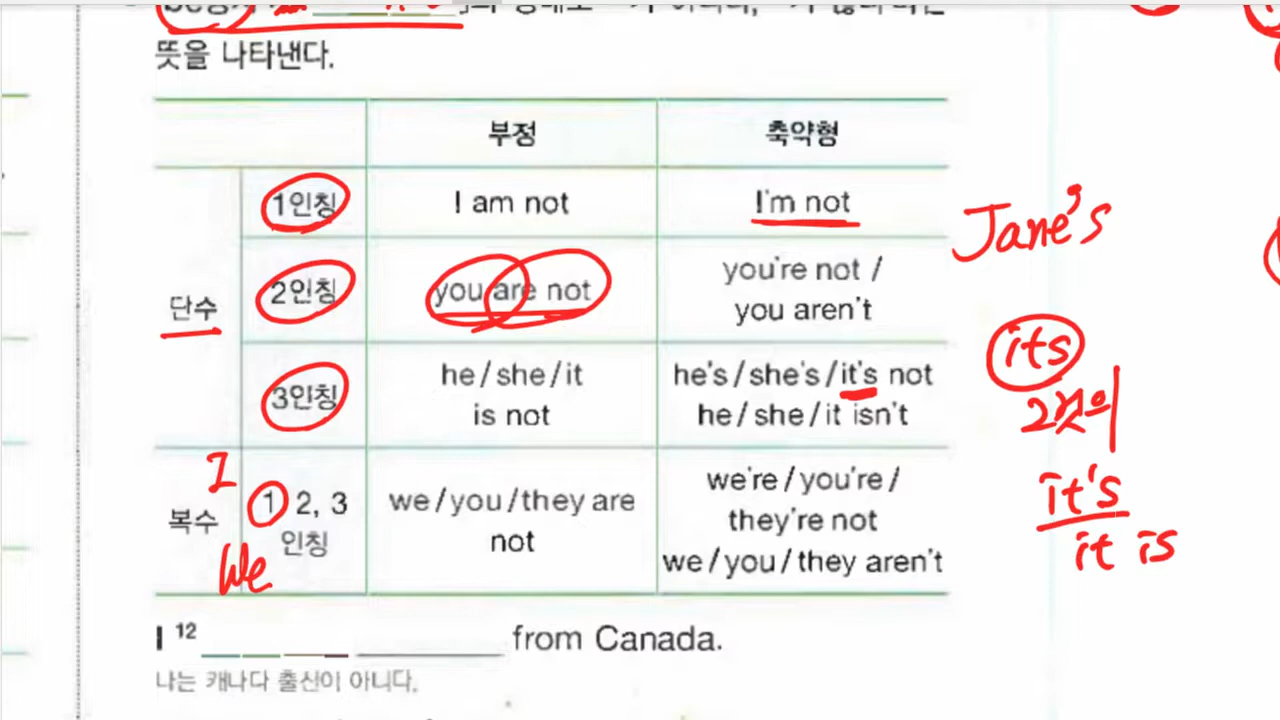 뜻을 나타낸다.
부정 축약형
단수 1인칭 I am not I'm not
2인칭 you are not you're not /
you aren't
3인칭 he / she / it he's / she's / it's not
is not he / she / it isn't
복수 1, 2, 3 we / you / they are we're / you're /
인칭 not they're not
we / you / they aren't
I 12 from Canada.
나는 캐나다 출신이 아니다.
I
We
Jane's
its
그것의
it's
it is